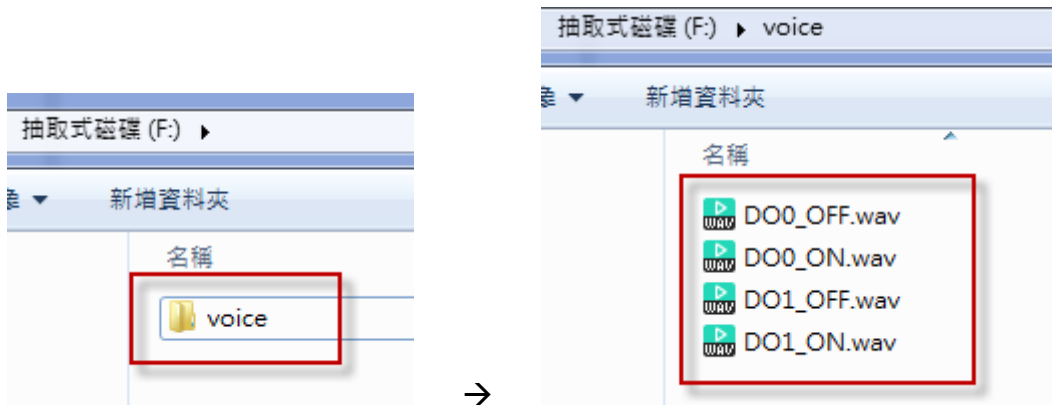 抽取式磁碟 (F:) ▸
新增資料夾
名稱
voice
→
抽取式磁碟 (F:) ▸ voice
新增資料夾
名稱
DO0_OFF.wav
DO0_ON.wav
DO1_OFF.wav
DO1_ON.wav